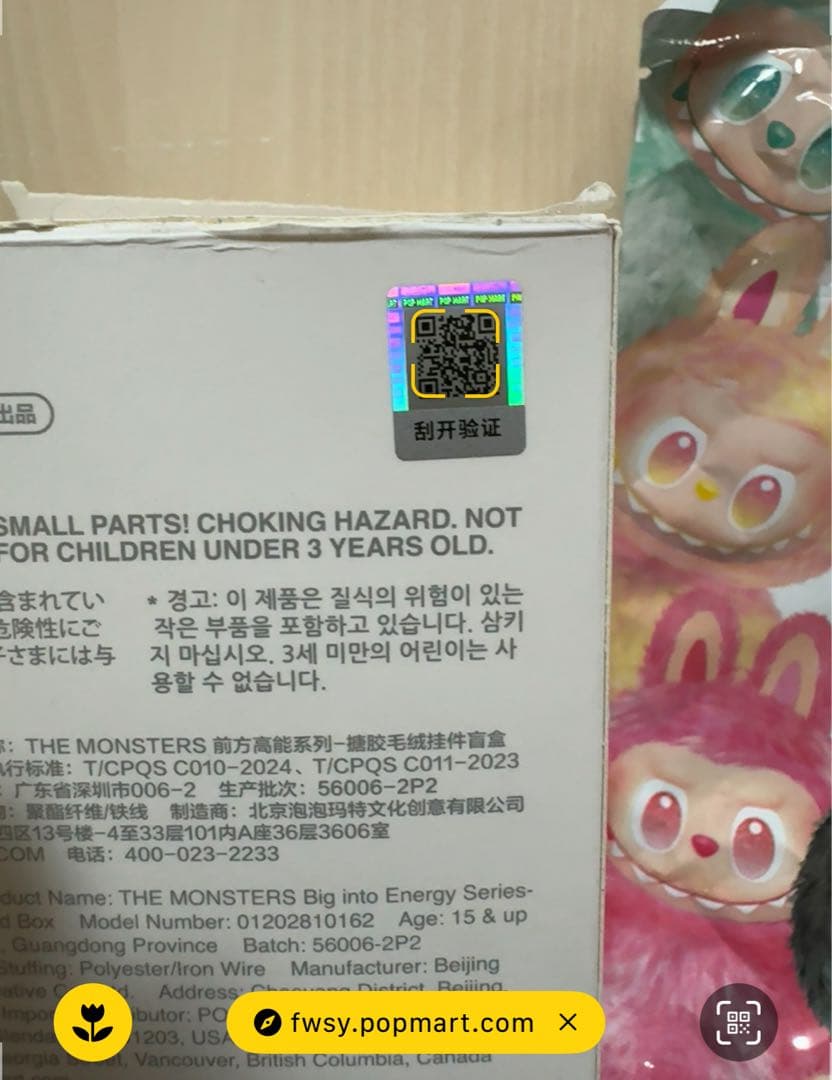 POP MART POP MART POP MART
刮开验证
出品
SMALL PARTS! CHOKING HAZARD. NOT
FOR CHILDREN UNDER 3 YEARS OLD.
含まれてい
危険性にご
子さまには与
* 경고: 이 제품은 질식의 위험이 있는
작은 부품을 포함하고 있습니다. 삼키
지 마십시오. 3세 미만의 어린이는 사
용할 수 없습니다.
: THE MONSTERS 前方高能系列-搪胶毛绒挂件盲盒
执行标准: T/CPQS C010-2024、T/CPQS C011-2023
: 广东省深圳市006-2 生产批次: 56006-2P2
: 聚酯纤维/铁线 制造商: 北京泡泡玛特文化创意有限公司
四区13号楼-4至33层101内A座36层3606室
COM 电话: 400-023-2233
duct Name: THE MONSTERS Big into Energy Series-
d Box Model Number: 01202810162 Age: 15 & up
, Guangdong Province Batch: 56006-2P2
Stuffing: Polyester/Iron Wire Manufacturer: Beijing
Address: Chaoyang District, Beijing,
1203, USA
Vancouver, British Columbia, Canada
fwsy.popmart.com